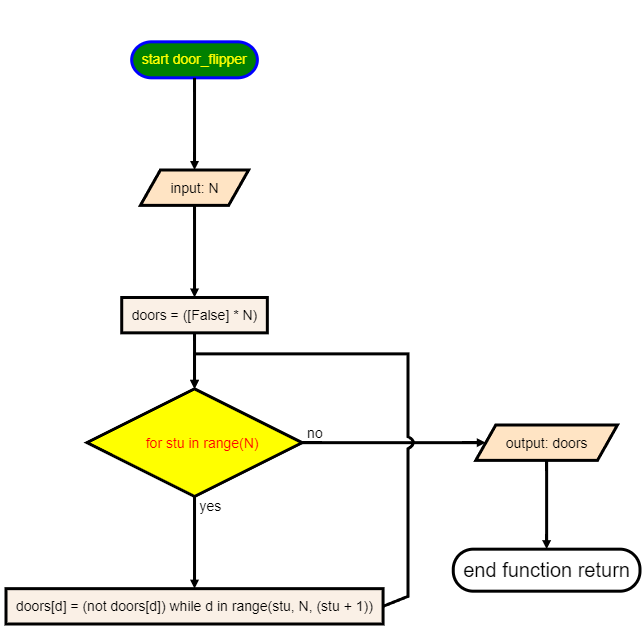 start door_flipper
input: N
doors = ([False] * N)
for stu in range(N)
no
output: doors
yes
end function return
doors[d] = (not doors[d]) while d in range(stu, N, (stu + 1))